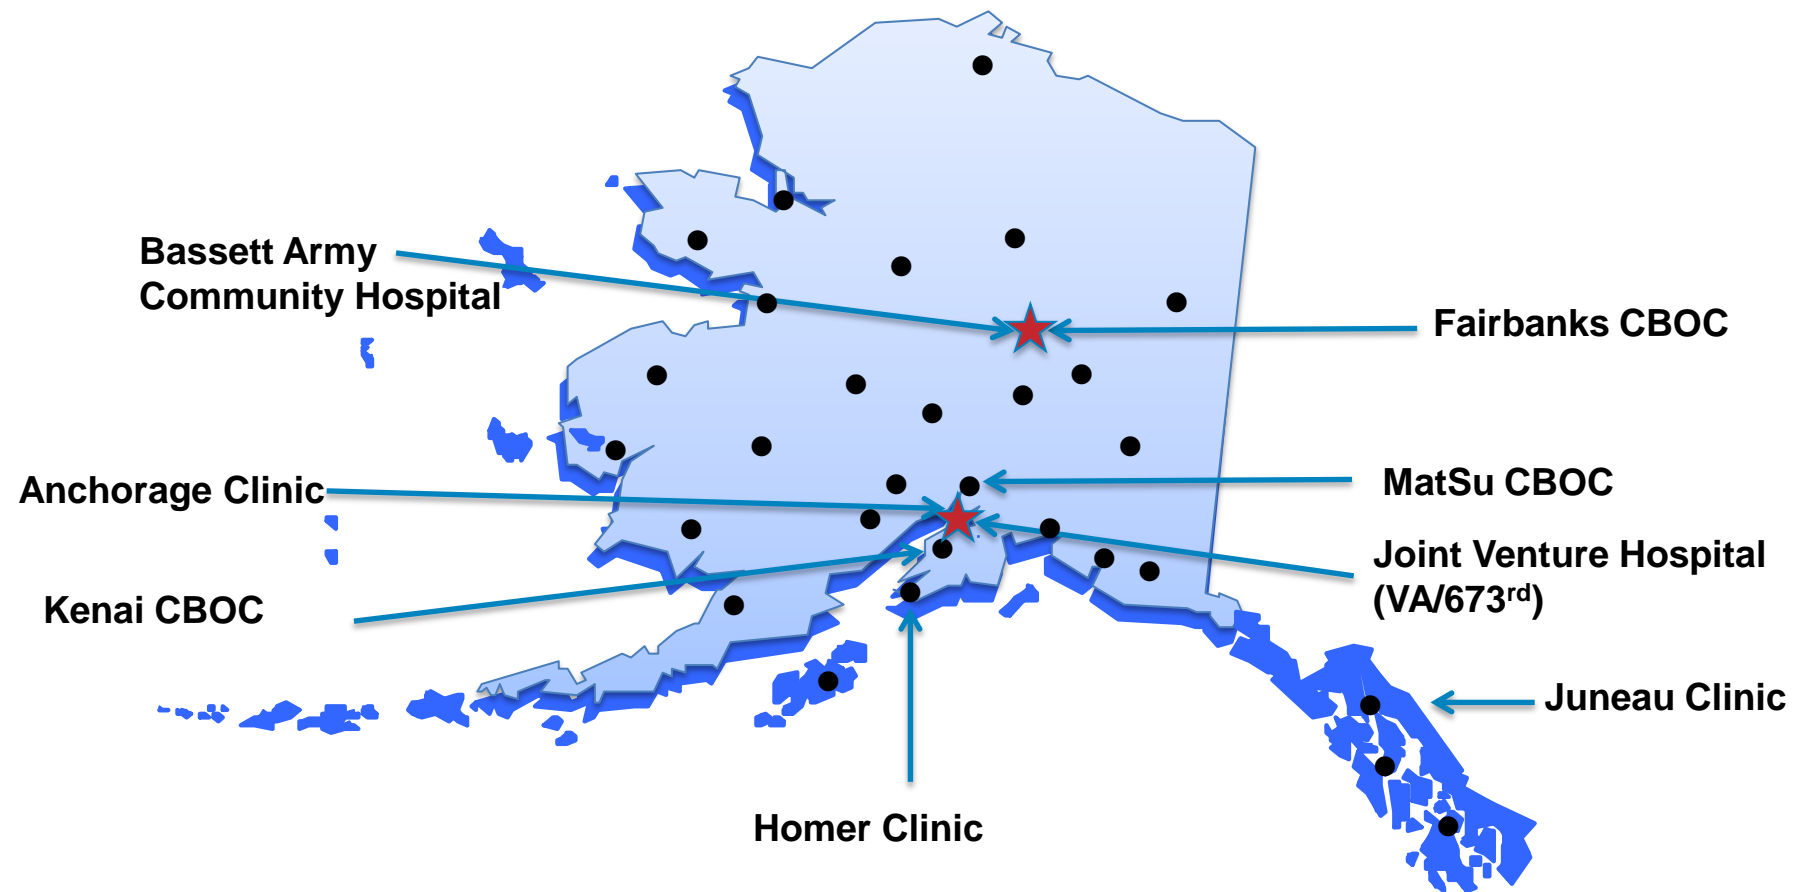 Bassett Army
Community Hospital
Fairbanks CBOC
Anchorage Clinic
MatSu CBOC
Joint Venture Hospital
(VA/673rd)
Kenai CBOC
Juneau Clinic
Homer Clinic